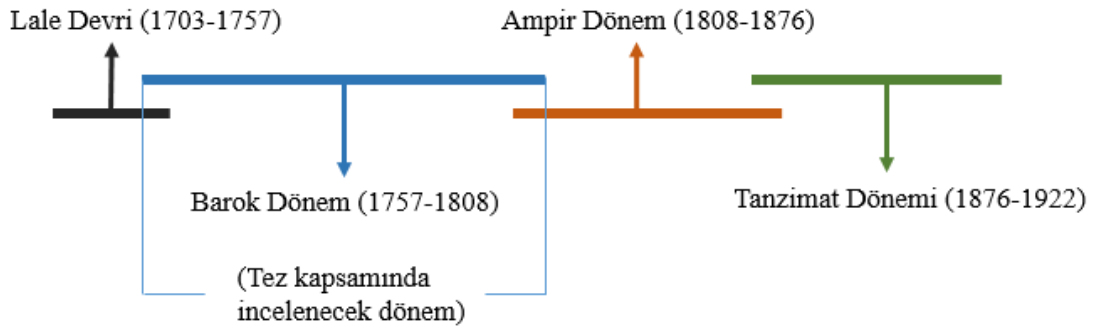 Lale Devri (1703-1757)
Ampir Dönem (1808-1876)
Barok Dönem (1757-1808)
Tanzimat Dönemi (1876-1922)
(Tez kapsamında
incelenecek dönem)